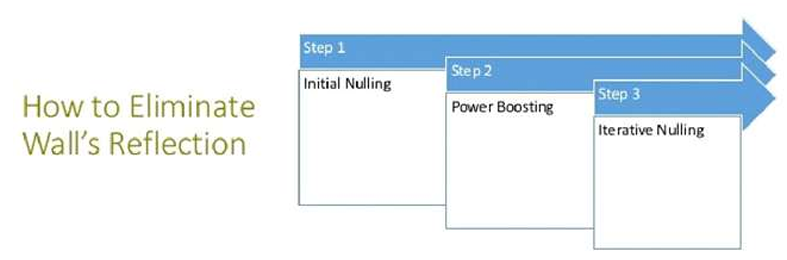 How to Eliminate
Wall's Reflection
Step 1
Initial Nulling
Step 2
Power Boosting
Step 3
Iterative Nulling